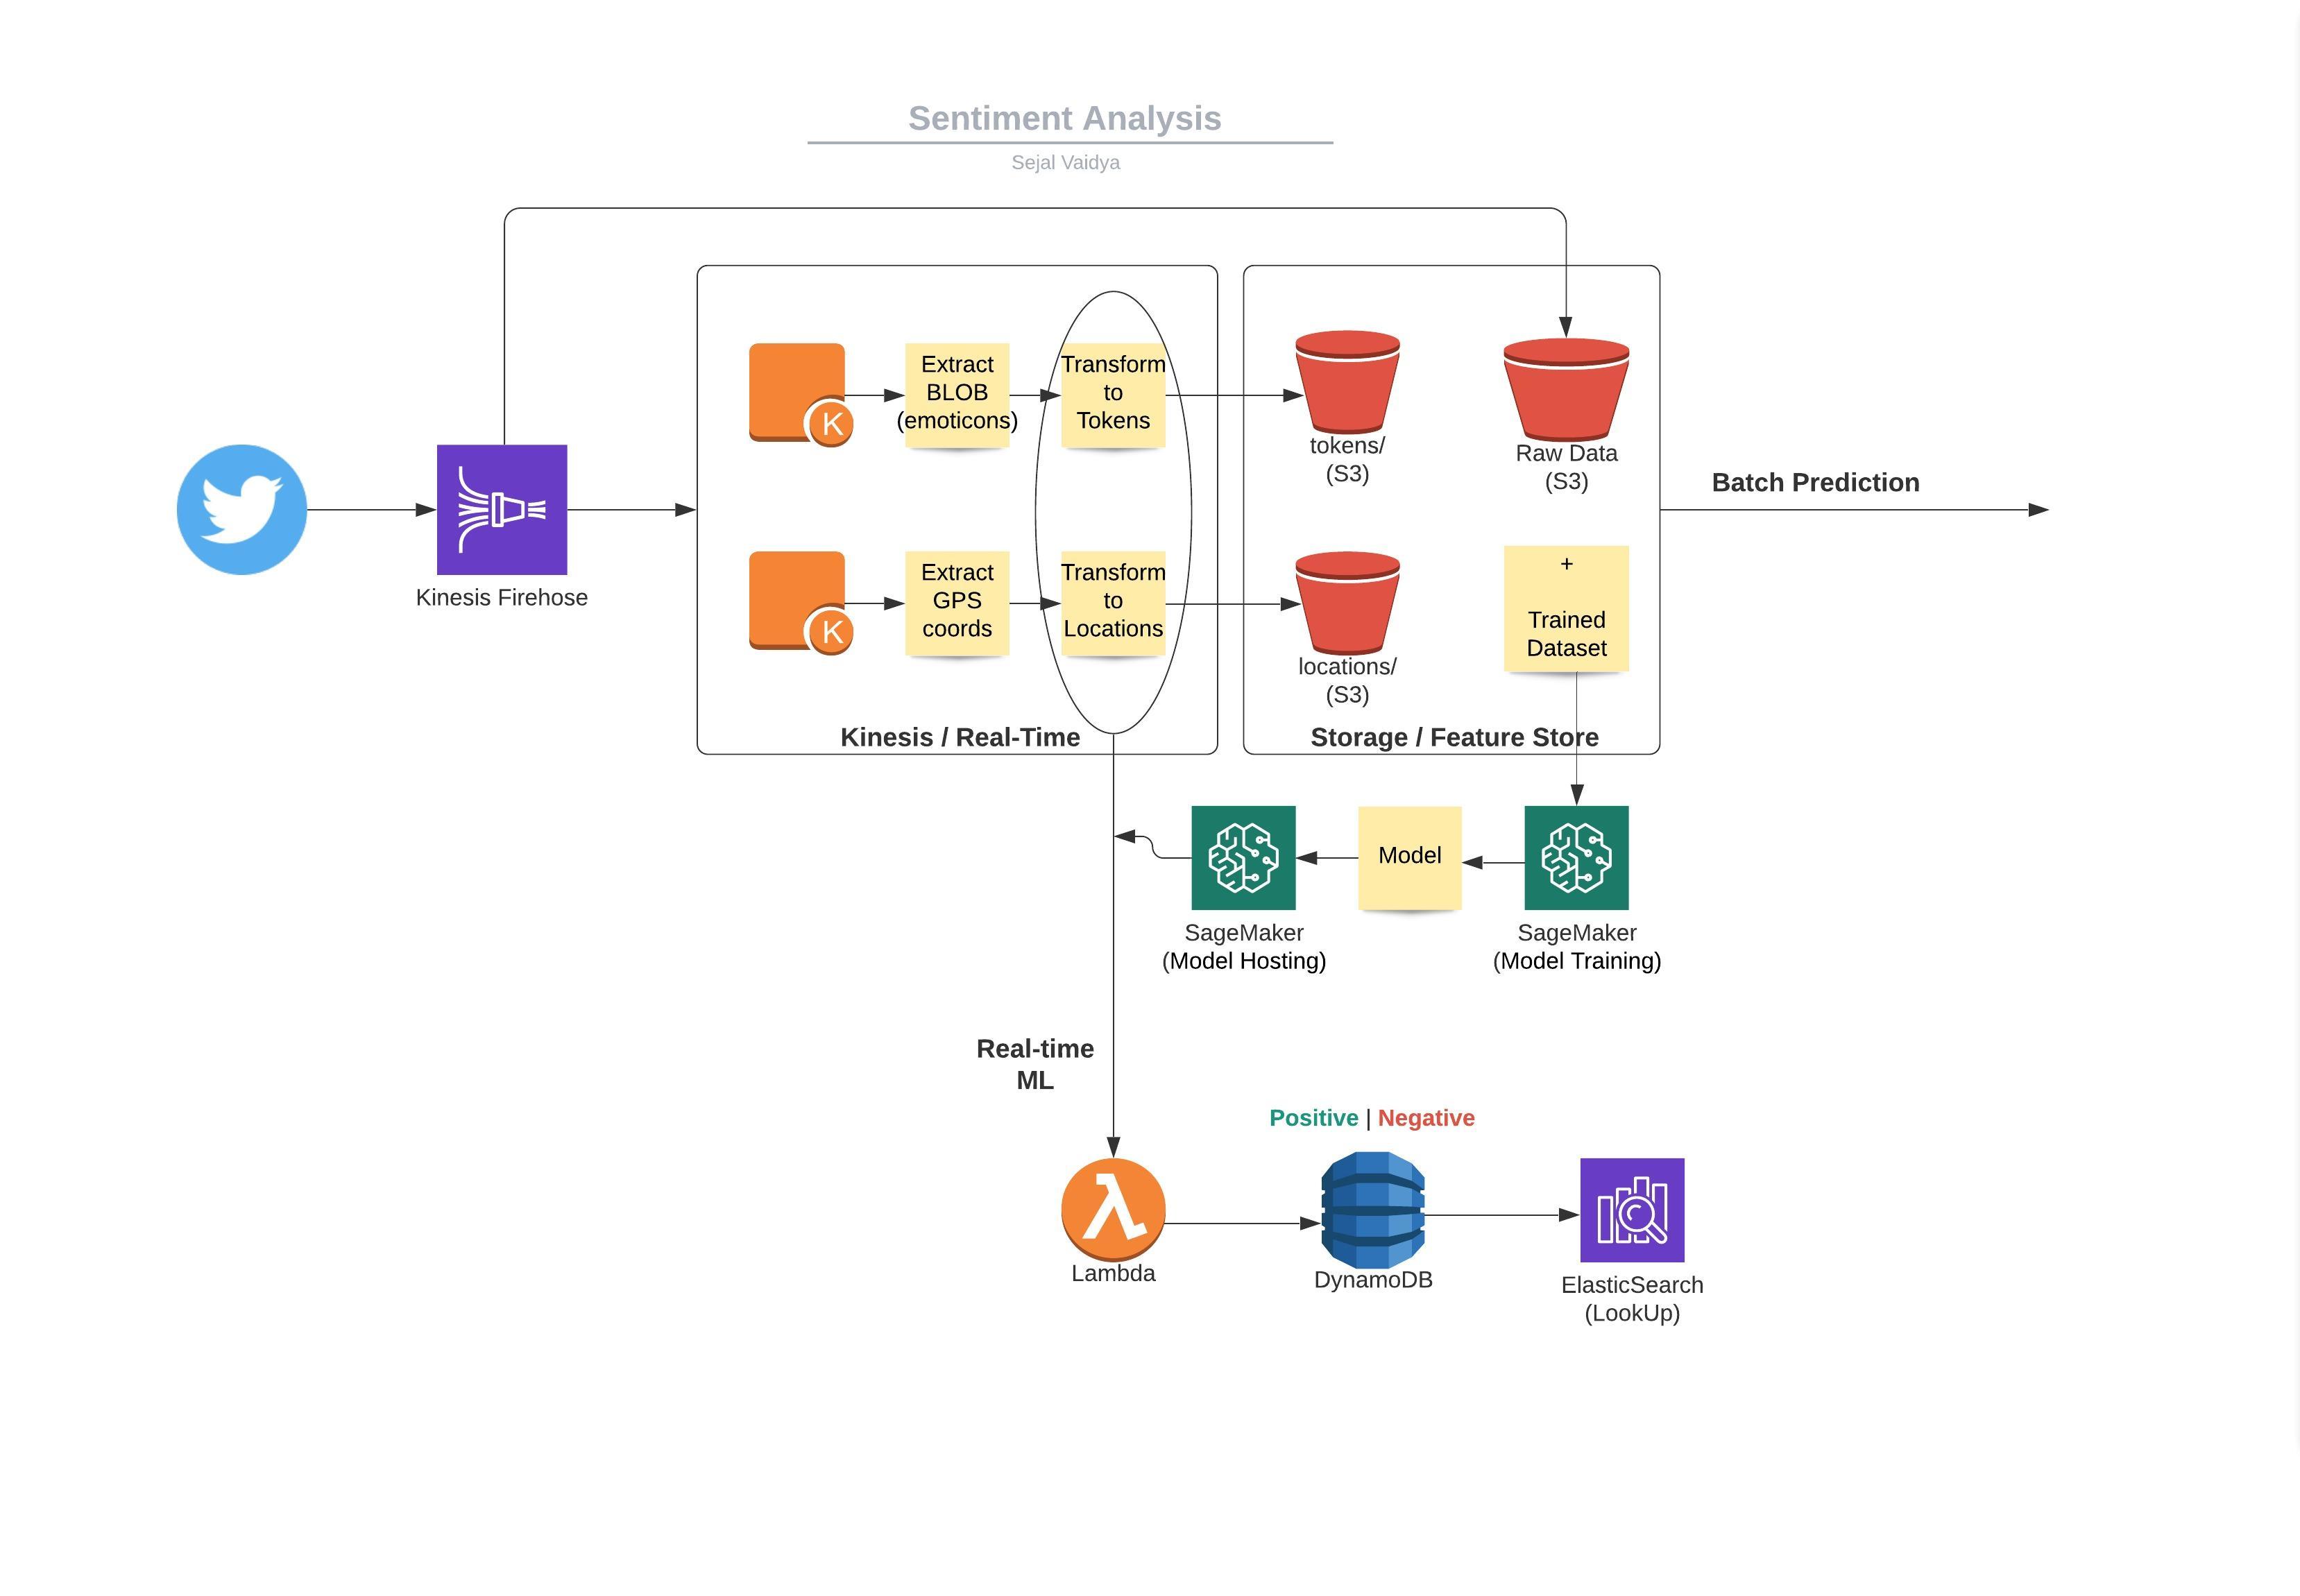 Sentiment Analysis
Sejal Vaidya
Kinesis Firehose
K
Extract
BLOB
(emoticons)
Transform
to
Tokens
K
Extract
GPS
coords
Transform
to
Locations
Kinesis / Real-Time
tokens/
(S3)
Raw Data
(S3)
locations/
(S3)
+
Trained
Dataset
Storage / Feature Store
Batch Prediction
SageMaker
(Model Hosting)
Model
SageMaker
(Model Training)
Real-time
ML
Positive | Negative
λ
Lambda
DynamoDB
ElasticSearch
(LookUp)